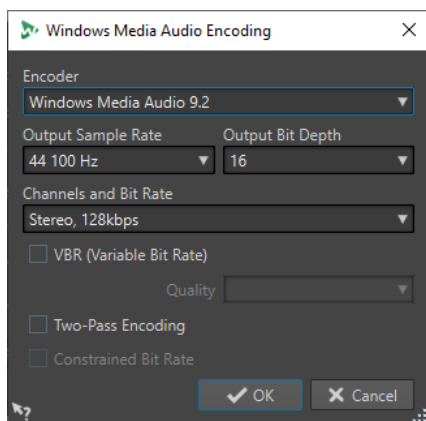 Windows Media Audio Encoding
Encoder
Windows Media Audio 9.2
Output Sample Rate Output Bit Depth
44 100 Hz 16
Channels and Bit Rate
Stereo, 128kbps
VBR (Variable Bit Rate)
Quality
Two-Pass Encoding
Constrained Bit Rate
OK Cancel
?